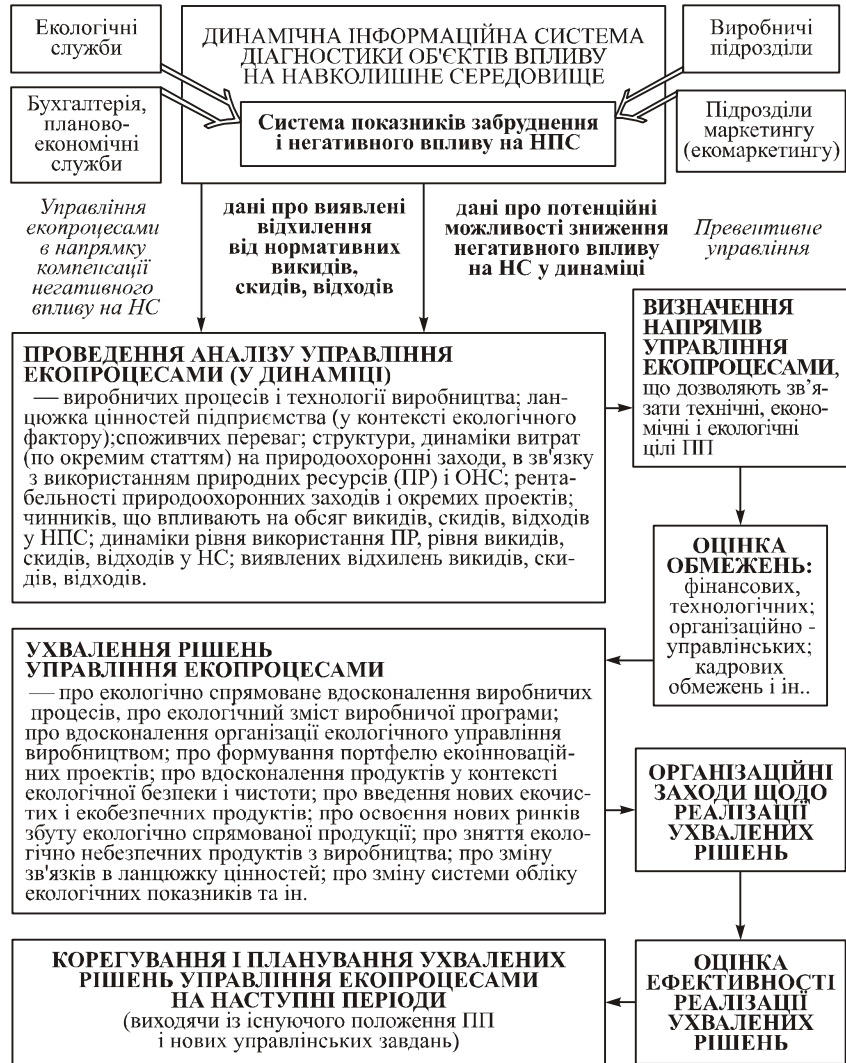 Екологічні
служби
ДИНАМІЧНА ІНФОРМАЦІЙНА СИСТЕМА
ДІАГНОСТИКИ ОБ'ЄКТІВ ВПЛИВУ
НА НАВКОЛИШНЕ СЕРЕДОВИЩЕ
Виробничі
підрозділи
Бухгалтерія,
планово-
економічні
служби
Система показників забруднення
і негативного впливу на НПС
Підрозділи
маркетингу
(екомаркетингу)
Управління
екопроцесами
в напрямку
компенсації
негативного
впливу на НС
дані про виявлені
відхилення
від нормативних
викидів,
скидів, відходів
дані про потенційні
можливості зниження
негативного впливу
на НС у динаміці
Превентивне
управління
ПРОВЕДЕННЯ АНАЛІЗУ УПРАВЛІННЯ
ЕКОПРОЦЕСАМИ (У ДИНАМІЦІ)
— виробничих процесів і технології виробництва; лан-
цюжка цінностей підприємства (у контексті екологічного
фактору);споживчих переваг; структури, динаміки витрат
(по окремим статтям) на природоохоронні заходи, в зв'язку
з використанням природних ресурсів (ПР) і ОНС; рента-
бельності природоохоронних заходів і окремих проектів;
чинників, що впливають на обсяг викидів, скидів, відходів
у НПС; динаміки рівня використання ПР, рівня викидів,
скидів, відходів у НС; виявлених відхилень викидів, ски-
дів, відходів.
ВИЗНАЧЕННЯ
НАПРЯМІВ
УПРАВЛІННЯ
ЕКОПРОЦЕСАМИ,
що дозволяють зв'я-
зати технічні, еконо-
мічні і екологічні
цілі ПП
ОЦІНКА
ОБМЕЖЕНЬ:
фінансових,
технологічних;
організаційно -
управлінських;
кадрових
обмежень і ін..
УХВАЛЕННЯ РІШЕНЬ
УПРАВЛІННЯ ЕКОПРОЦЕСАМИ
— про екологічно спрямоване вдосконалення виробничих
процесів, про екологічний зміст виробничої програми;
про вдосконалення організації екологічного управління
виробництвом; про формування портфелю екоінновацій-
них проектів; про вдосконалення продуктів у контексті
екологічної безпеки і чистоти; про введення нових екочис-
тих і екобезпечних продуктів; про освоєння нових ринків
збуту екологічно спрямованої продукції; про зняття еколо-
гічно небезпечних продуктів з виробництва; про зміну
зв'язків в ланцюжку цінностей; про зміну системи обліку
екологічних показників та ін.
ОРГАНІЗАЦІЙНІ
ЗАХОДИ ЩОДО
РЕАЛІЗАЦІЇ
УХВАЛЕНИХ
РІШЕНЬ
КОРЕГУВАННЯ І ПЛАНУВАННЯ УХВАЛЕНИХ
РІШЕНЬ УПРАВЛІННЯ ЕКОПРОЦЕСАМИ
НА НАСТУПНІ ПЕРІОДИ
(виходячи із існуючого положення ПП
і нових управлінських завдань)
ОЦІНКА
ЕФЕКТИВНОСТІ
РЕАЛІЗАЦІЇ
УХВАЛЕНИХ
РІШЕНЬ